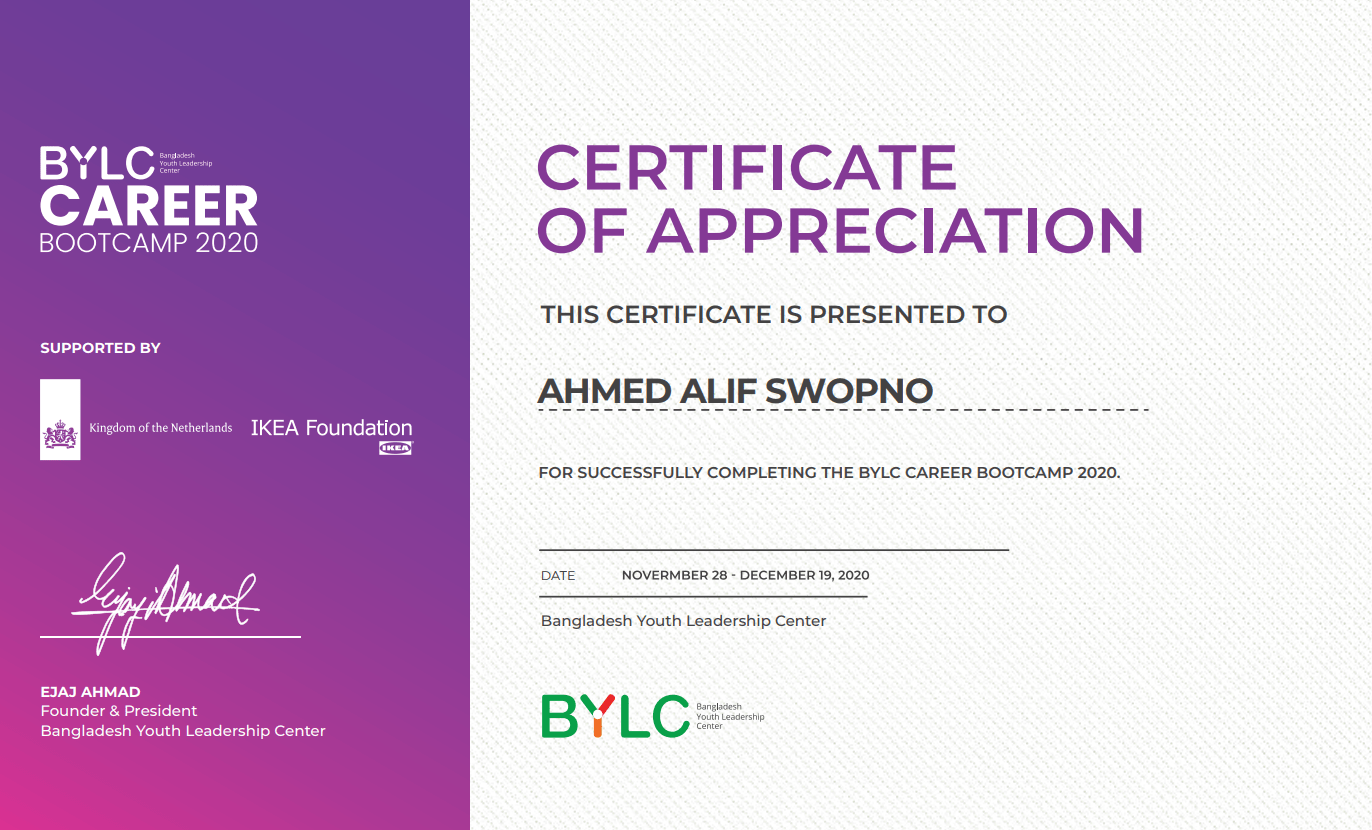 BYLC Bangladesh
Youth Leadership
Center
CAREER
BOOTCAMP 2020
SUPPORTED BY
Kingdom of the Netherlands
IKEA Foundation
IKEA
Ejaj Ahmad
EJAJ AHMAD
Founder & President
Bangladesh Youth Leadership Center
CERTIFICATE
OF APPRECIATION
THIS CERTIFICATE IS PRESENTED TO
AHMED ALIF SWOPNO
FOR SUCCESSFULLY COMPLETING THE BYLC CAREER BOOTCAMP 2020.
DATE NOVERMBER 28 - DECEMBER 19, 2020
Bangladesh Youth Leadership Center
BYLC Bangladesh
Youth Leadership
Center